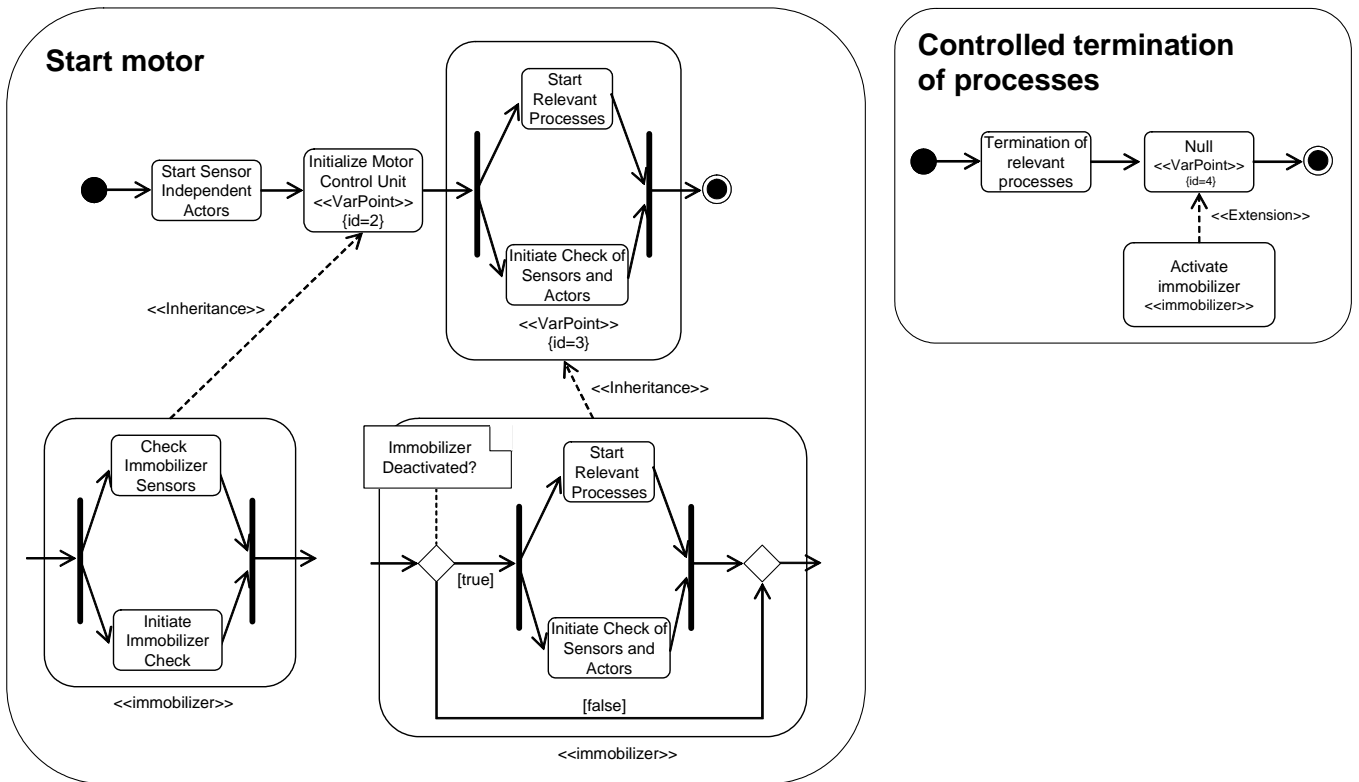 Start motor
Start Sensor
Independent
Actors
Initialize Motor
Control Unit
<<VarPoint>>
{id=2}
Start
Relevant
Processes
Initiate Check of
Sensors and
Actors
<<VarPoint>>
{id=3}
<<Inheritance>>
<<Inheritance>>
Check
Immobilizer
Sensors
Initiate
Immobilizer
Check
<<immobilizer>>
Immobilizer
Deactivated?
Start
Relevant
Processes
[true]
Initiate Check of
Sensors and
Actors
[false]
<<immobilizer>>
Controlled termination
of processes
Termination of
relevant
processes
Null
<<VarPoint>>
{id=4}
<<Extension>>
Activate
immobilizer
<<immobilizer>>